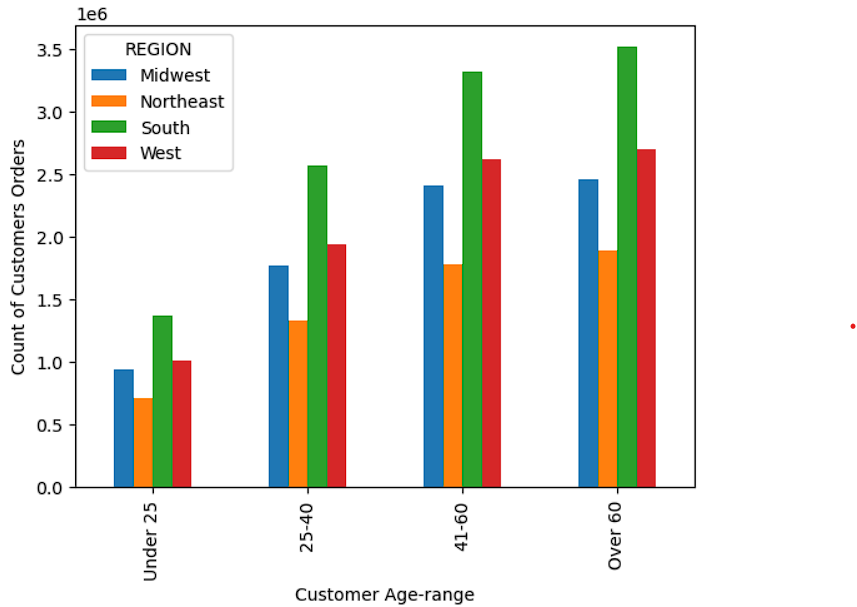 1e6
3.5
3.0
2.5
2.0
1.5
1.0
0.5
0.0
Count of Customers Orders
REGION
Midwest
Northeast
South
West
Under 25
25-40
41-60
Over 60
Customer Age-range